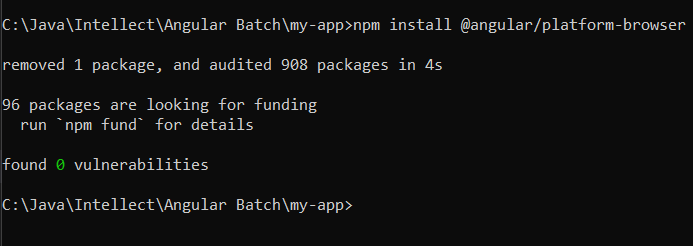 C:\Java\Intellect\Angular Batch\my-app>npm install @angular/platform-browser
removed 1 package, and audited 908 packages in 4s
96 packages are looking for funding
  run `npm fund` for details
found 0 vulnerabilities
C:\Java\Intellect\Angular Batch\my-app>